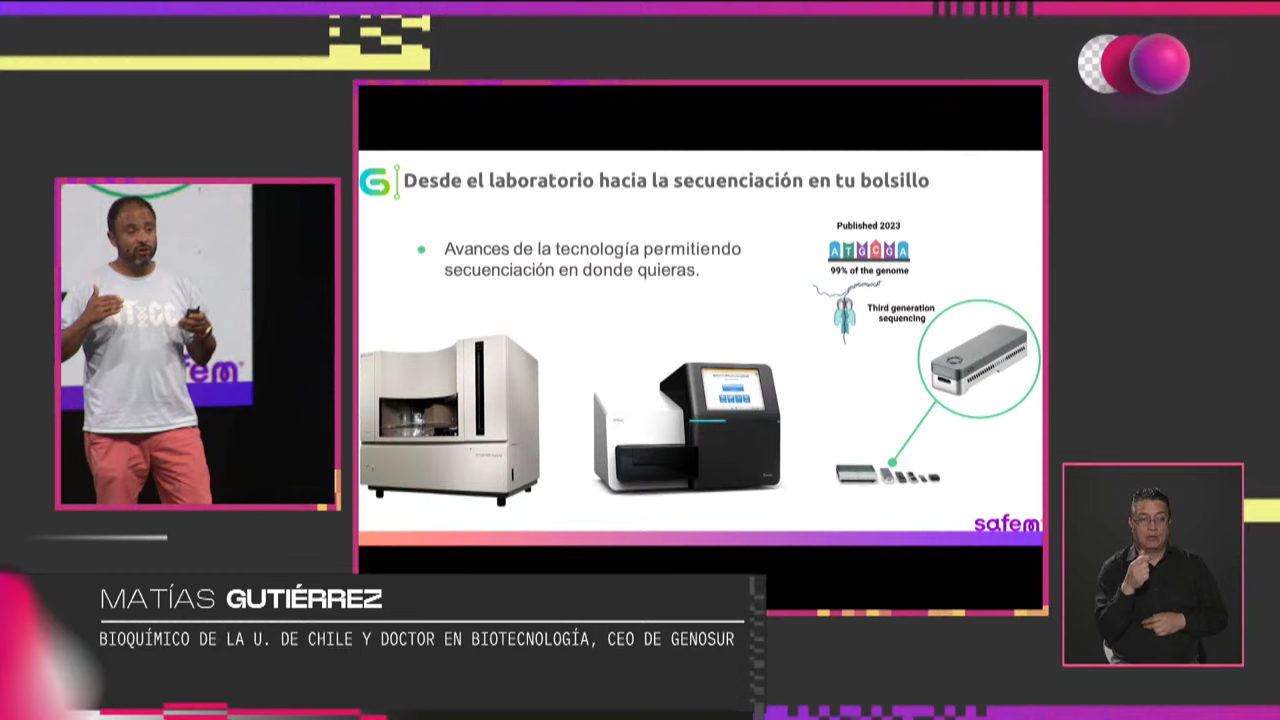 Desde el laboratorio hacia la secuenciación en tu bolsillo
Avances de la tecnología permitiendo
secuenciación en donde quieras.
Published 2023
ATGCGA
99% of the genome
Third generation
sequencing
safem
safem
MATÍAS GUTIÉRREZ
BIOQUÍMICO DE LA U. DE CHILE Y DOCTOR EN BIOTECNOLOGÍA, CEO DE GENOSUR